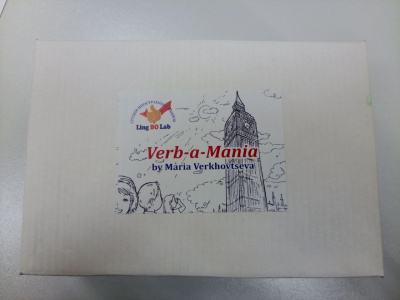 Ling BO Lab
Verb-a-Mania
by Maria Verkhovtseva